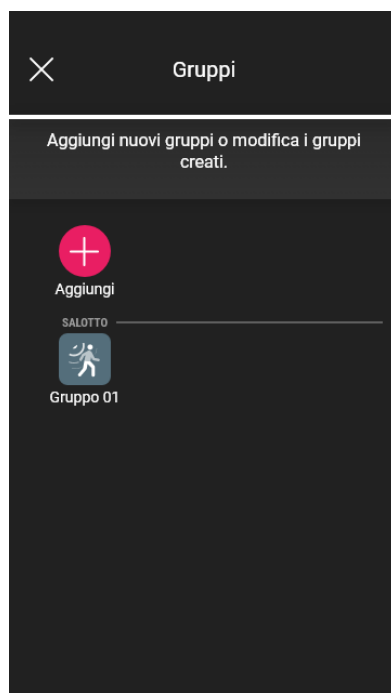 Gruppi
Aggiungi nuovi gruppi o modifica i gruppi
creati.
Aggiungi
SALOTTO
Gruppo 01